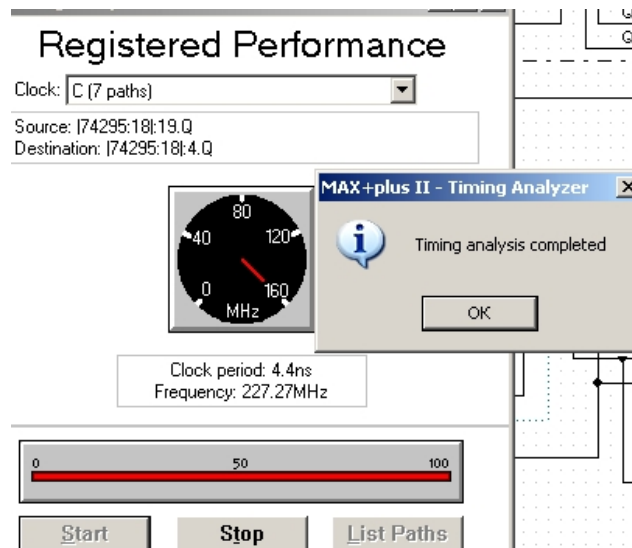 Registered Performance
Clock: C (7 paths)
Source: |74295:18|:19.Q
Destination: |74295:18|:4.Q
MAX+plus II - Timing Analyzer
Timing analysis completed
OK
80
40 120
0 160
MHz
Clock period: 4.4ns
Frequency: 227.27MHz
0 50 100
Start Stop List Paths